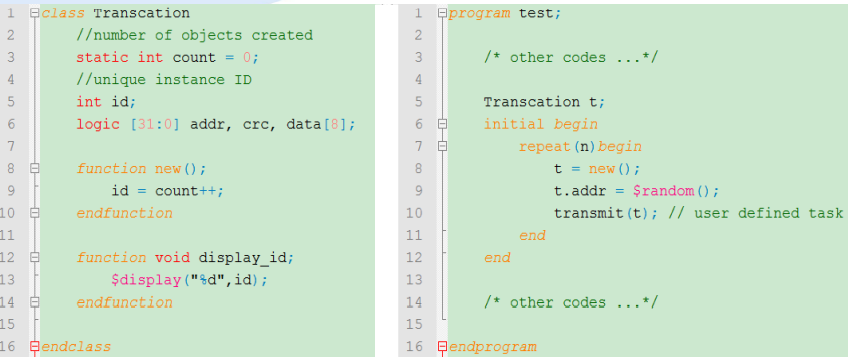 1 class Transcation
2 //number of objects created
3 static int count = 0;
4 //unique instance ID
5 int id;
6 logic [31:0] addr, crc, data[8];
7
8 function new();
9 id = count++;
10 endfunction
11
12 function void display_id;
13 $display("%d",id);
14 endfunction
15
16 endclass
1 program test;
2
3 /* other codes ...*/
4
5 Transcation t;
6 initial begin
7 repeat(n)begin
8 t = new();
9 t.addr = $random();
10 transmit(t); // user defined task
11 end
12 end
13
14 /* other codes ...*/
15
16 endprogram